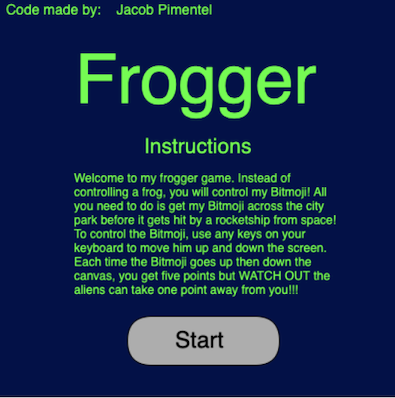 Code made by: Jacob Pimentel
Frogger
Instructions
Welcome to my frogger game. Instead of
controlling a frog, you will control my Bitmoji! All
you need to do is get my Bitmoji across the city
park before it gets hit by a rocketship from space!
To control the Bitmoji, use any keys on your
keyboard to move him up and down the screen.
Each time the Bitmoji goes up then down the
canvas, you get five points but WATCH OUT the
aliens can take one point away from you!!!
Start